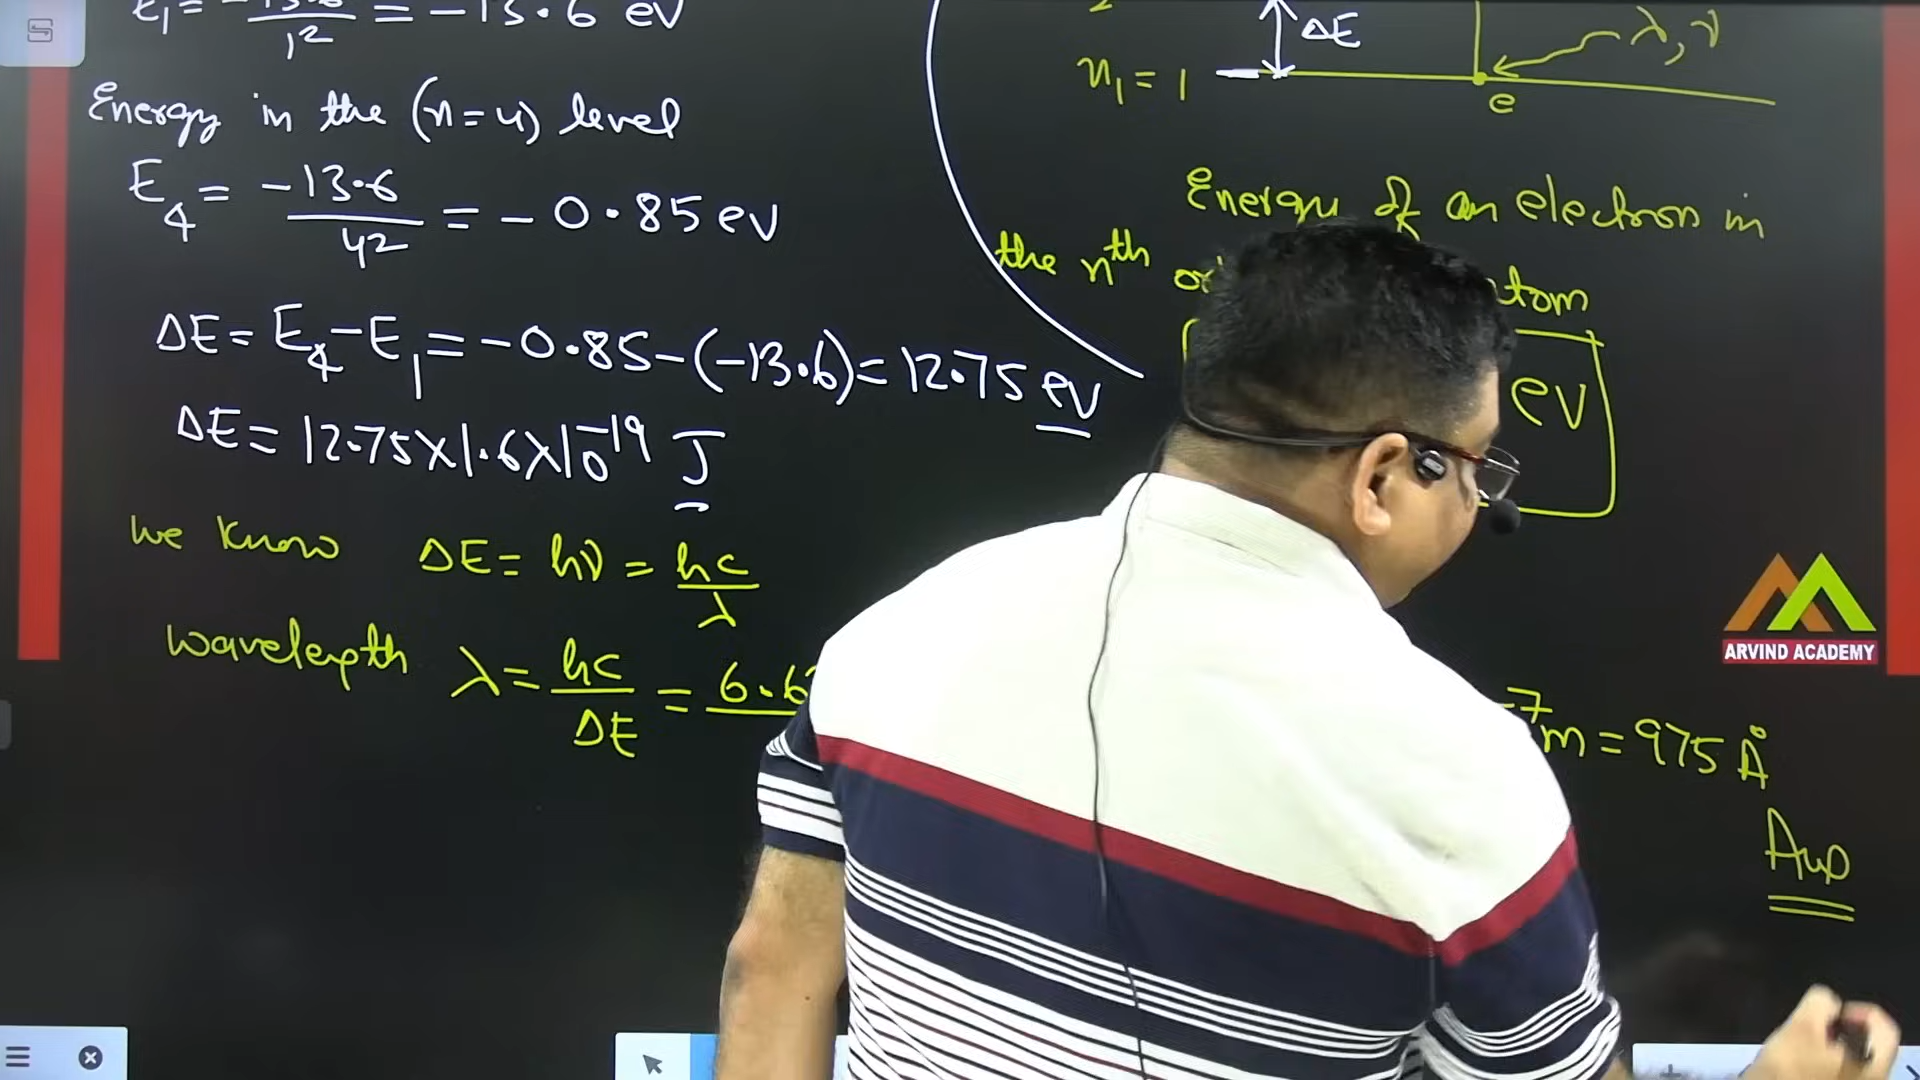 E₁ = -13.6/1² = -13.6 eV
Energy in the (n=4) level
E₄ = -13.6/4² = -0.85 eV
ΔE = E₄-E₁ = -0.85-(-13.6) = 12.75 eV
ΔE = 12.75×1.6×10⁻¹⁹ J
We know ΔE = hν = hc/λ
wavelength λ = hc/ΔE = 6.6
-7 m = 975 Å
Ans
2
ΔE
λ, ν
n₁ = 1
e
Energy of an electron in
the nth
atom
eV
ARVIND ACADEMY